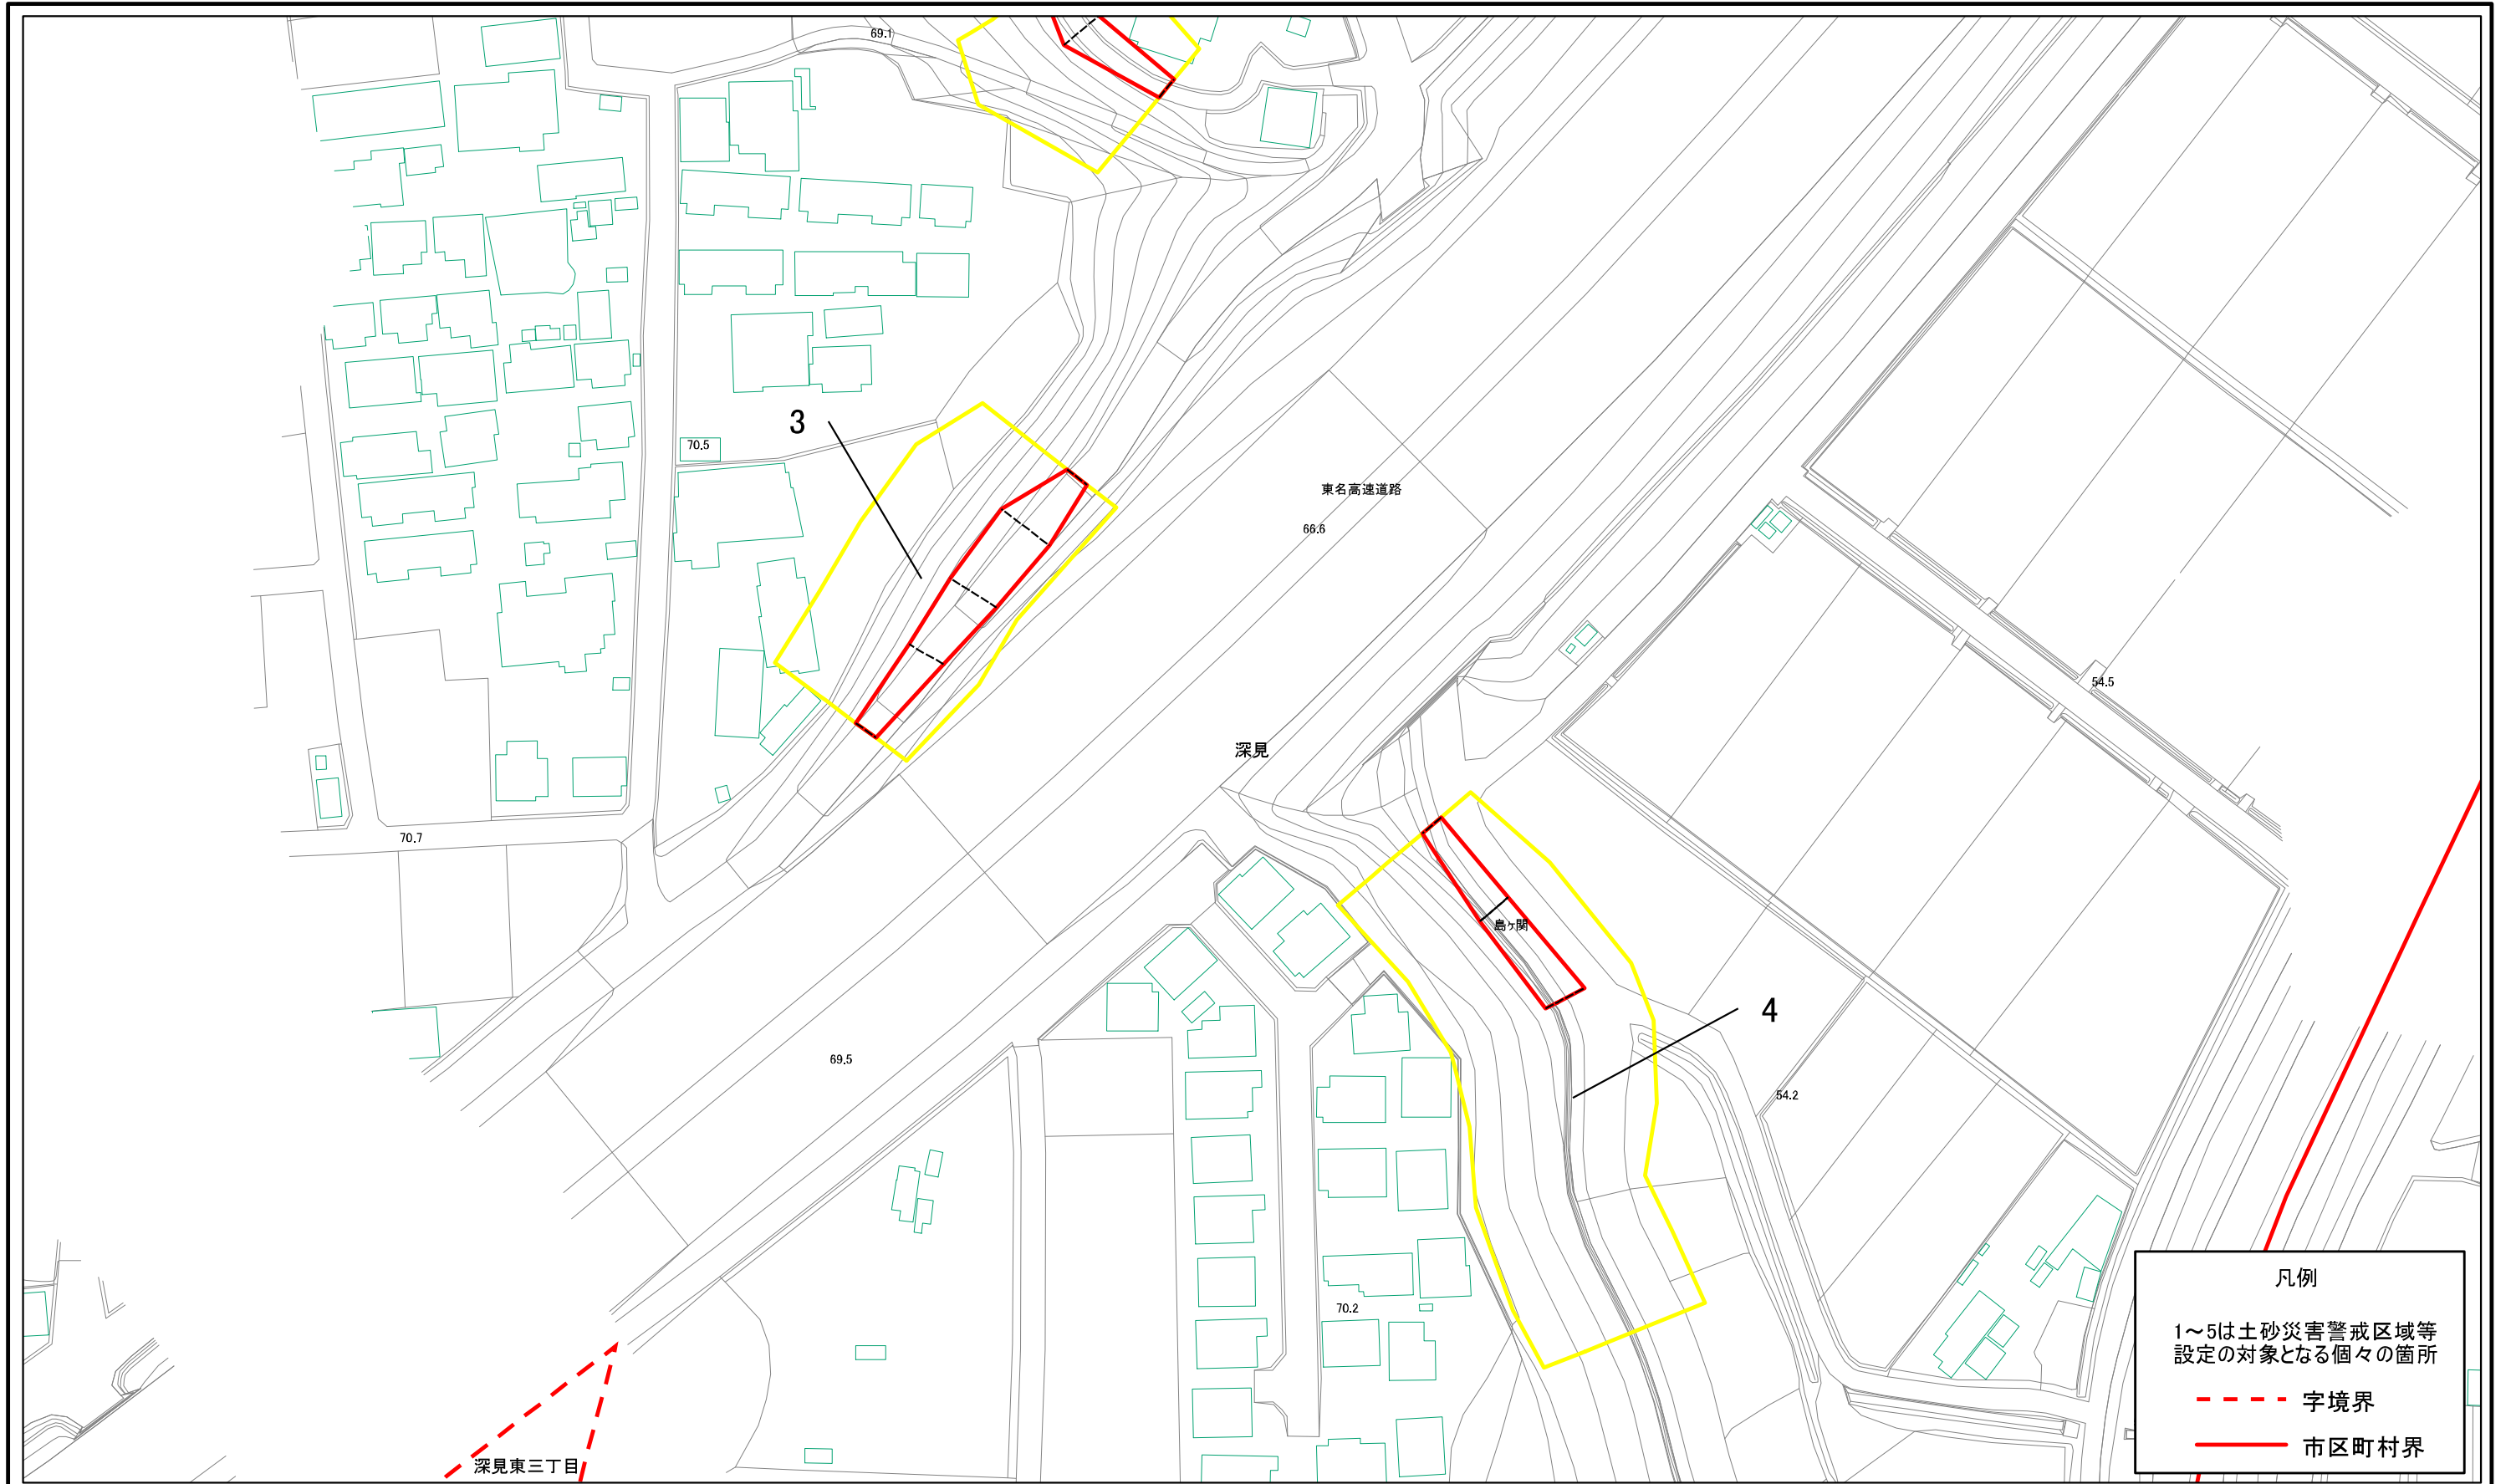 69.1
3
70.5
東名高速道路
66.6
54.5
深見
70.7
島ヶ関
4
69.5
54.2
70.2
深見東三丁目
凡例
1～5は土砂災害警戒区域等
設定の対象となる個々の箇所
字境界
市区町村界